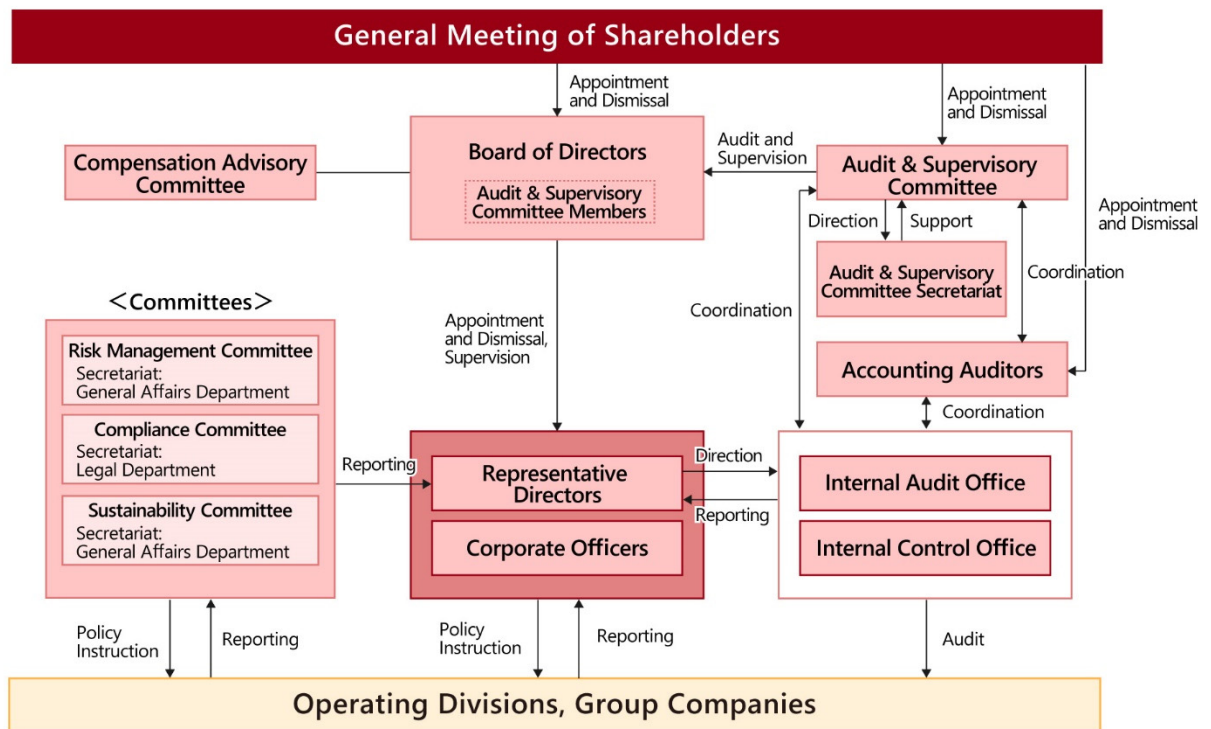 General Meeting of Shareholders
Appointment
and Dismissal
Appointment
and Dismissal
Appointment
and Dismissal
Compensation Advisory
Committee
Board of Directors
Audit & Supervisory
Committee Members
Audit and
Supervision
Audit & Supervisory
Committee
Direction
Support
Audit & Supervisory
Committee Secretariat
Coordination
Coordination
Appointment
and Dismissal,
Supervision
Accounting Auditors
Coordination
<Committees>
Risk Management Committee
Secretariat:
General Affairs Department
Compliance Committee
Secretariat:
Legal Department
Sustainability Committee
Secretariat:
General Affairs Department
Reporting
Representative
Directors
Corporate Officers
Direction
Reporting
Internal Audit Office
Internal Control Office
Policy
Instruction
Reporting
Policy
Instruction
Reporting
Audit
Operating Divisions, Group Companies